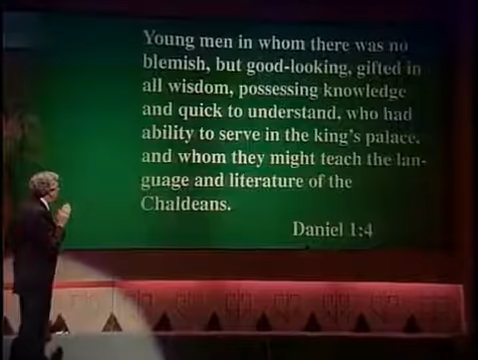 Young men in whom there was no
blemish, but good-looking, gifted in
all wisdom, possessing knowledge
and quick to understand, who had
ability to serve in the king's palace,
and whom they might teach the lan-
guage and literature of the
Chaldeans.
Daniel 1:4